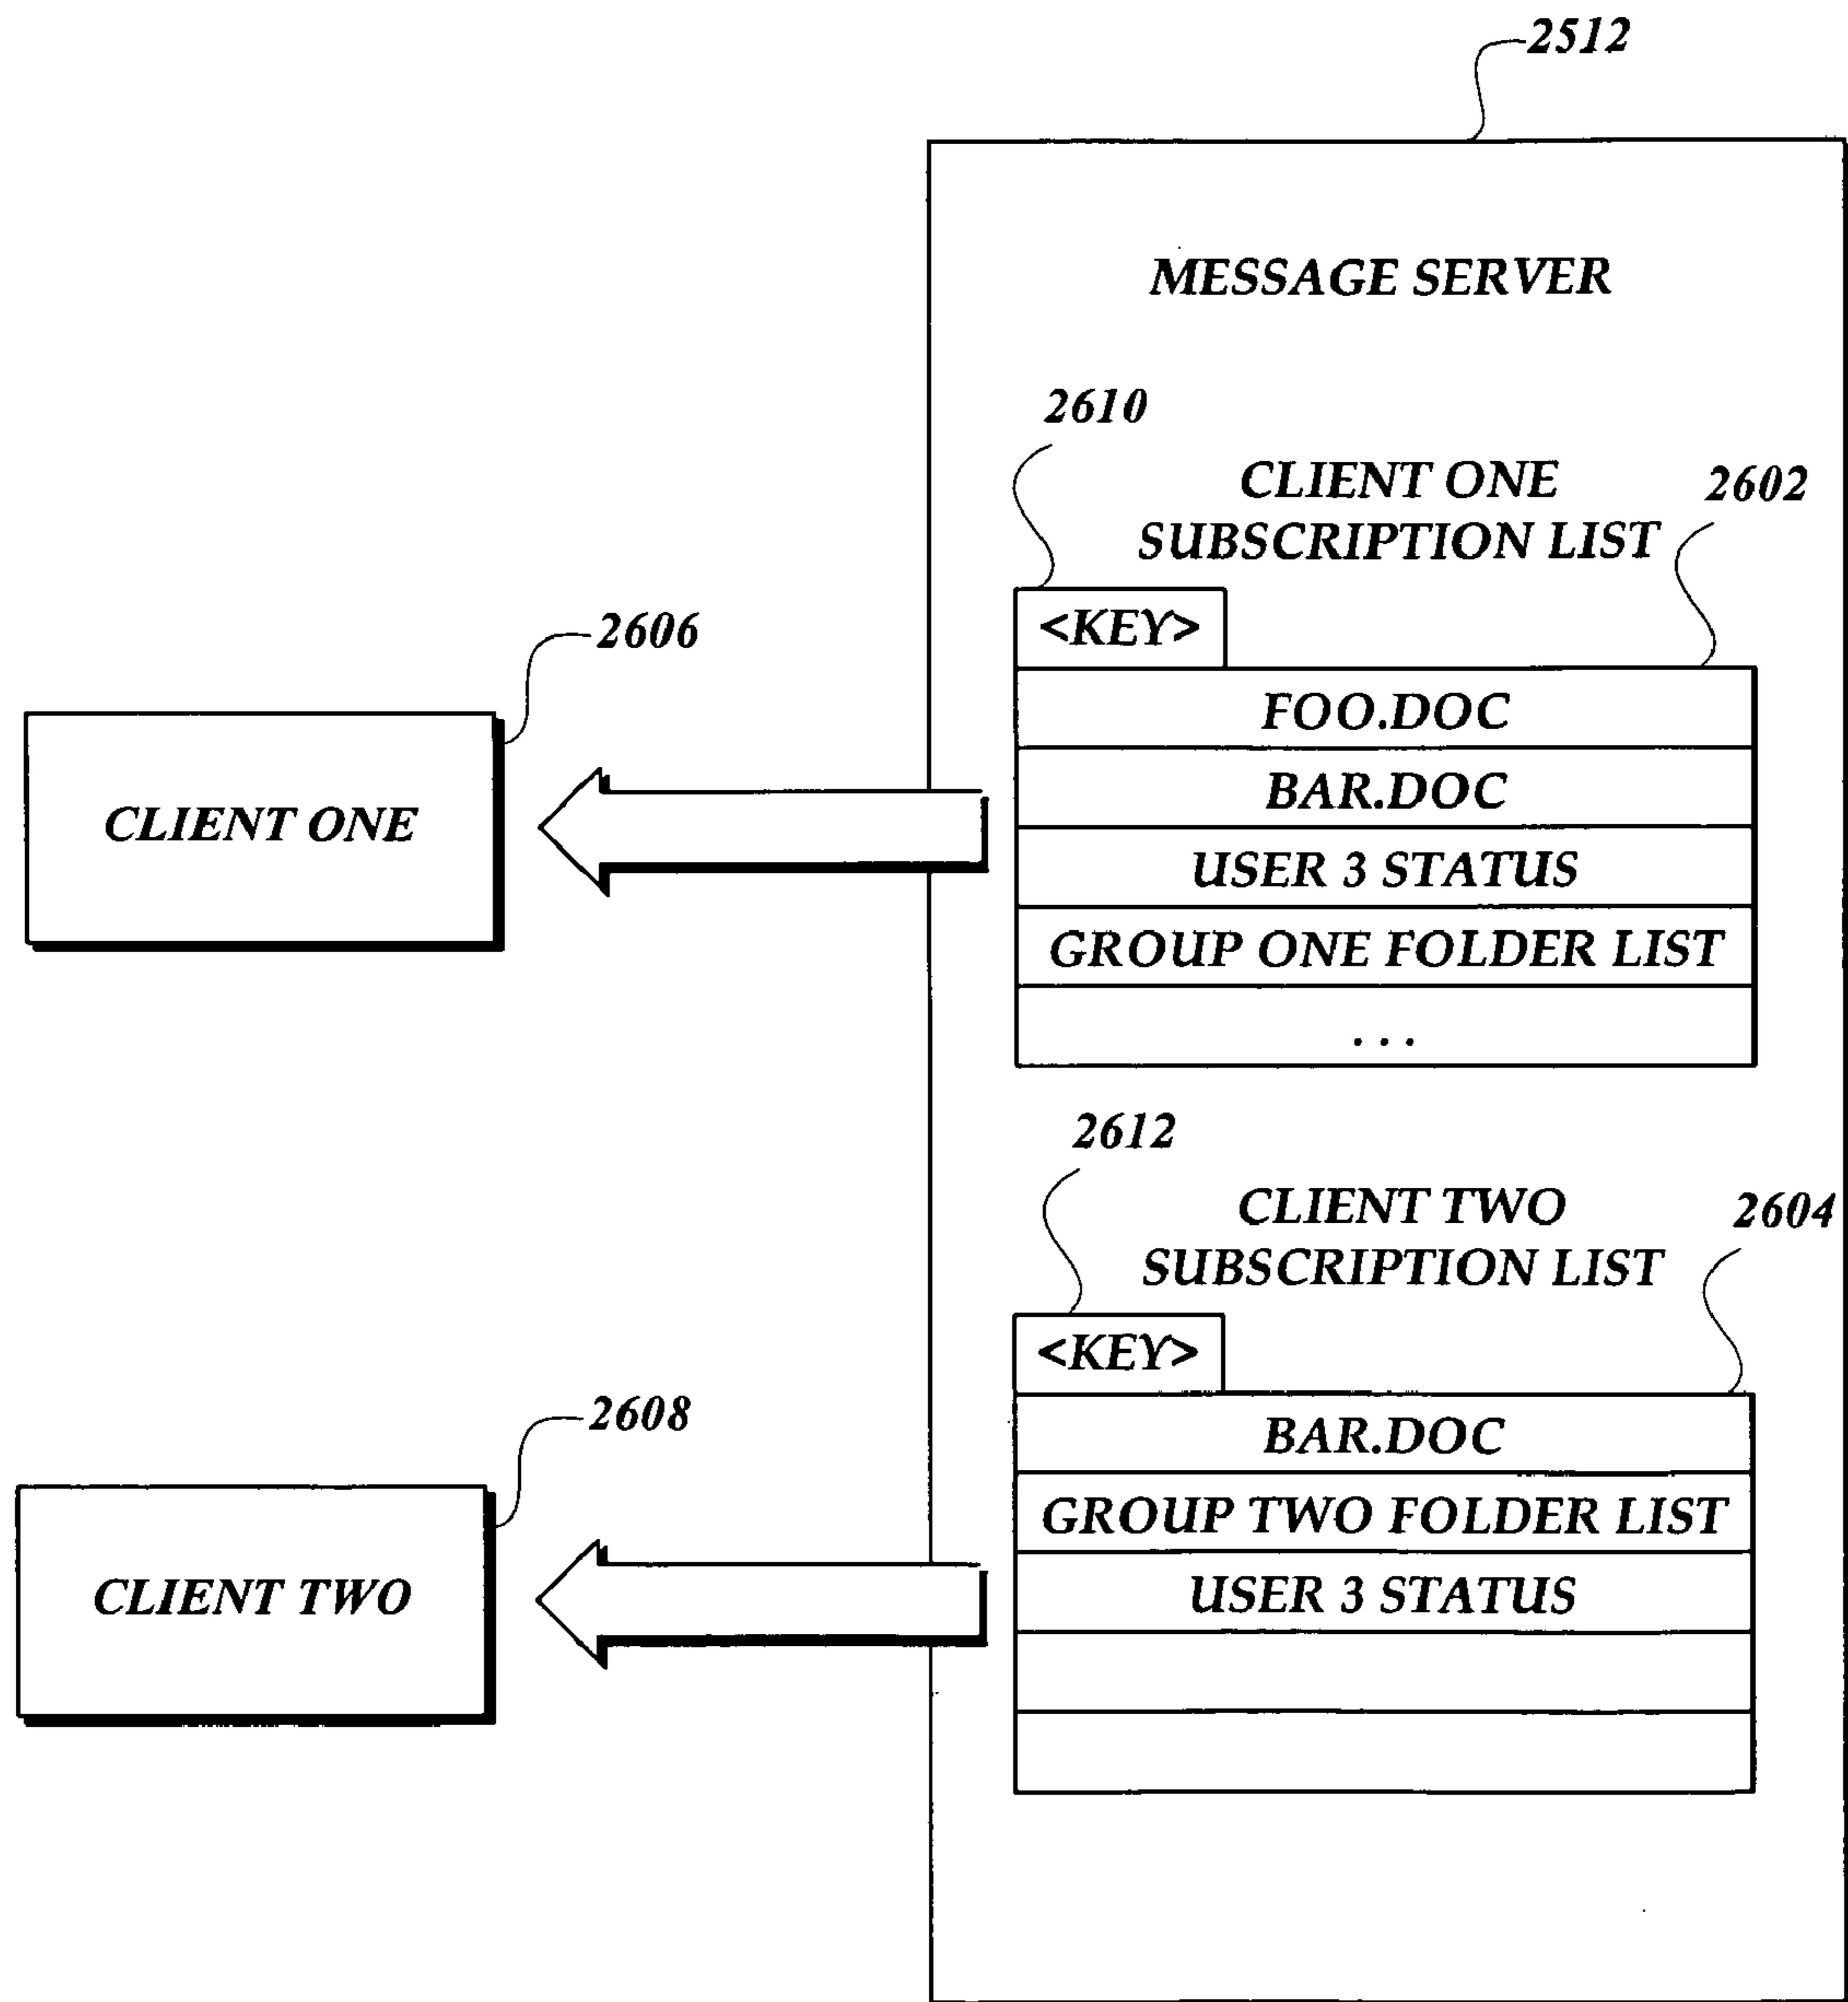 2512
MESSAGE SERVER
2610
CLIENT ONE
SUBSCRIPTION LIST
2602
<KEY>
FOO.DOC
BAR.DOC
USER 3 STATUS
GROUP ONE FOLDER LIST
...
2606
CLIENT ONE
2612
CLIENT TWO
SUBSCRIPTION LIST
2604
<KEY>
BAR.DOC
GROUP TWO FOLDER LIST
USER 3 STATUS
2608
CLIENT TWO